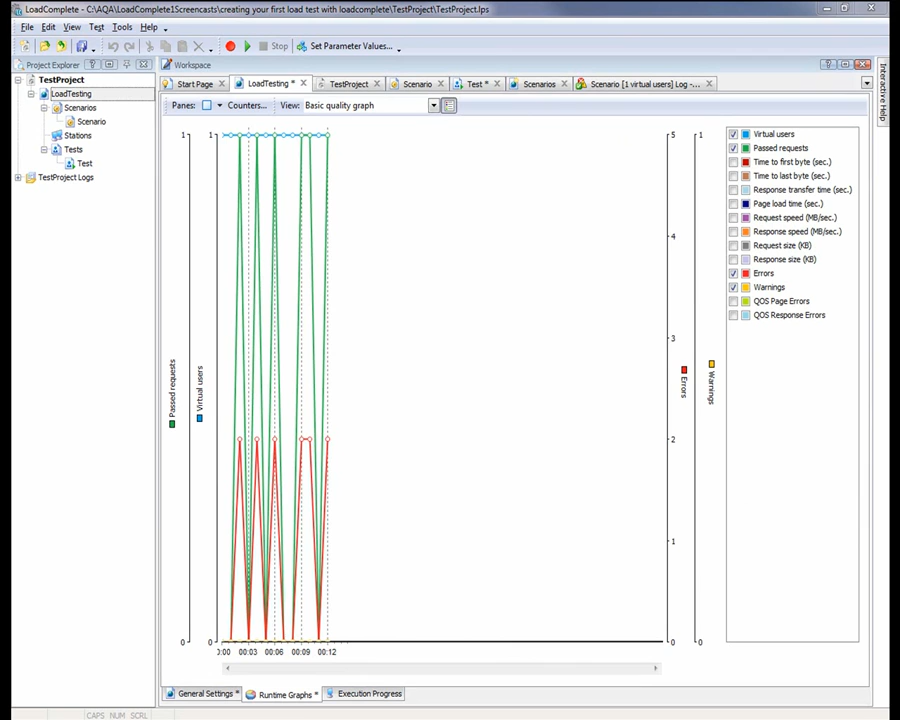 LoadComplete - C:\AQA\LoadComplete1Screencasts\creating your first load test with loadcomplete\TestProject\TestProject.lps
File Edit View Test Tools Help
Stop Set Parameter Values...
Project Explorer
Workspace
TestProject
LoadTesting
Scenarios
Scenario
Stations
Tests
Test
TestProject Logs
Start Page LoadTesting * TestProject Scenario Test * Scenarios Scenario [1 virtual users] Log -...
Interactive Help
Panes: Counters... View: Basic quality graph
1 1 5 1
4
3
2
1
0 0 0 0
Passed requests
Virtual users
Errors
Warnings
0:00 00:03 00:06 00:09 00:12
Virtual users
Passed requests
Time to first byte (sec.)
Time to last byte (sec.)
Response transfer time (sec.)
Page load time (sec.)
Request speed (MB/sec.)
Response speed (MB/sec.)
Request size (KB)
Response size (KB)
Errors
Warnings
QOS Page Errors
QOS Response Errors
General Settings * Runtime Graphs * Execution Progress
CAPS NUM SCRL